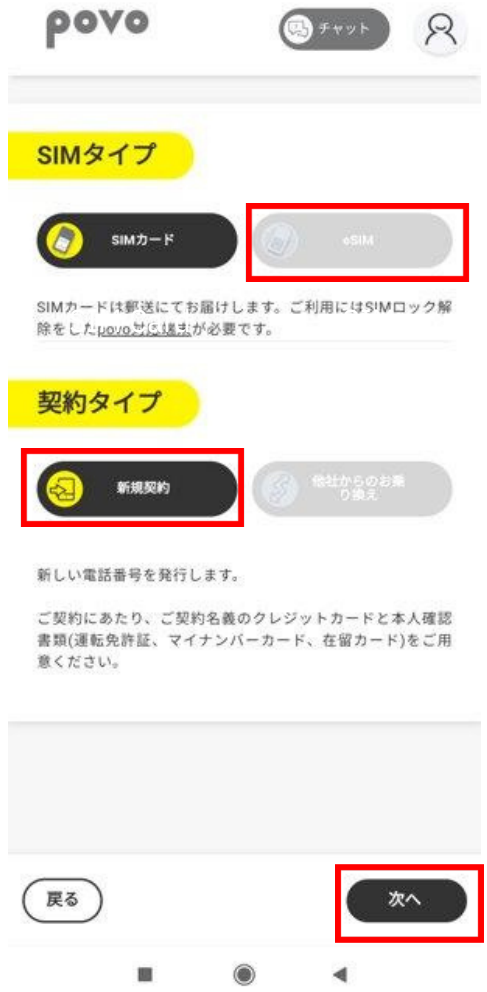 povo
チャット
SIMタイプ
SIMカード
eSIM
SIMカードは郵送にてお届けします。ご利用にはSIMロック解
除をしたpovo対応端末が必要です。
契約タイプ
新規契約
他社からのお乗
り換え
新しい電話番号を発行します。
ご契約にあたり、ご契約名義のクレジットカードと本人確認
書類(運転免許証、マイナンバーカード、在留カード)をご用
意ください。
戻る
次へ